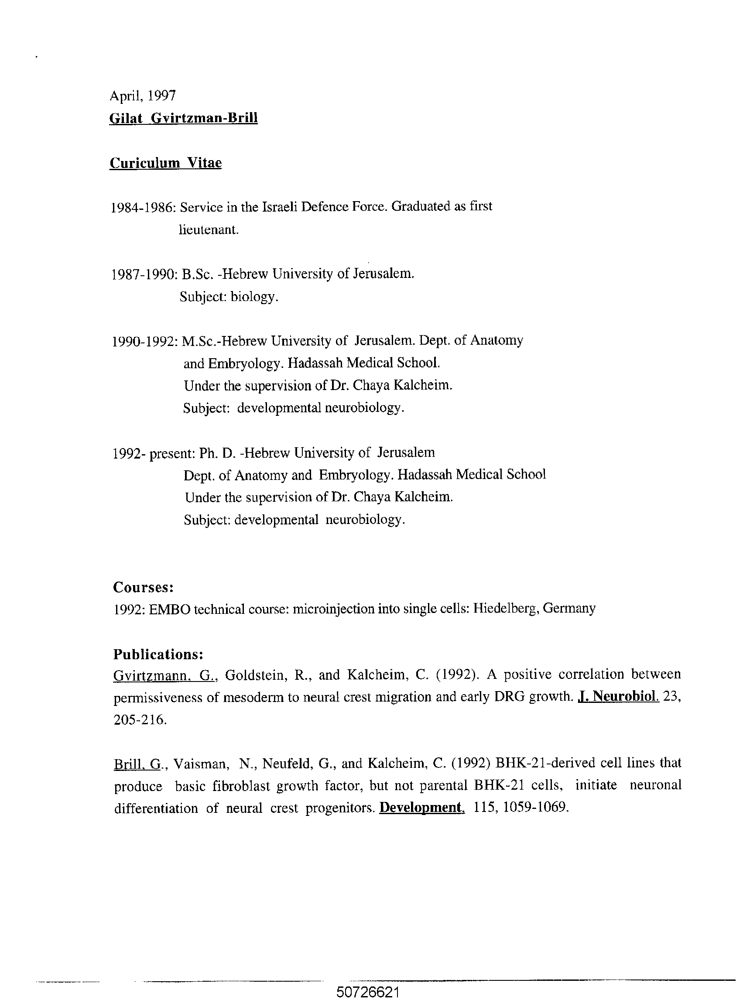 April, 1997
Gilat Gvirtzman-Brill
Curiculum Vitae
1984-1986: Service in the Israeli Defence Force. Graduated as first
lieutenant.
1987-1990: B.Sc. -Hebrew University of Jerusalem.
Subject: biology.
1990-1992: M.Sc.-Hebrew University of Jerusalem. Dept. of Anatomy
and Embryology. Hadassah Medical School.
Under the supervision of Dr. Chaya Kalcheim.
Subject: developmental neurobiology.
1992- present: Ph. D. -Hebrew University of Jerusalem
Dept. of Anatomy and Embryology. Hadassah Medical School
Under the supervision of Dr. Chaya Kalcheim.
Subject: developmental neurobiology.
Courses:
1992: EMBO technical course: microinjection into single cells: Hiedelberg, Germany
Publications:
Gvirtzmann, G., Goldstein, R., and Kalcheim, C. (1992). A positive correlation between
permissiveness of mesoderm to neural crest migration and early DRG growth. J. Neurobiol. 23,
205-216.
Brill, G., Vaisman, N., Neufeld, G., and Kalcheim, C. (1992) BHK-21-derived cell lines that
produce basic fibroblast growth factor, but not parental BHK-21 cells, initiate neuronal
differentiation of neural crest progenitors. Development, 115, 1059-1069.
50726621